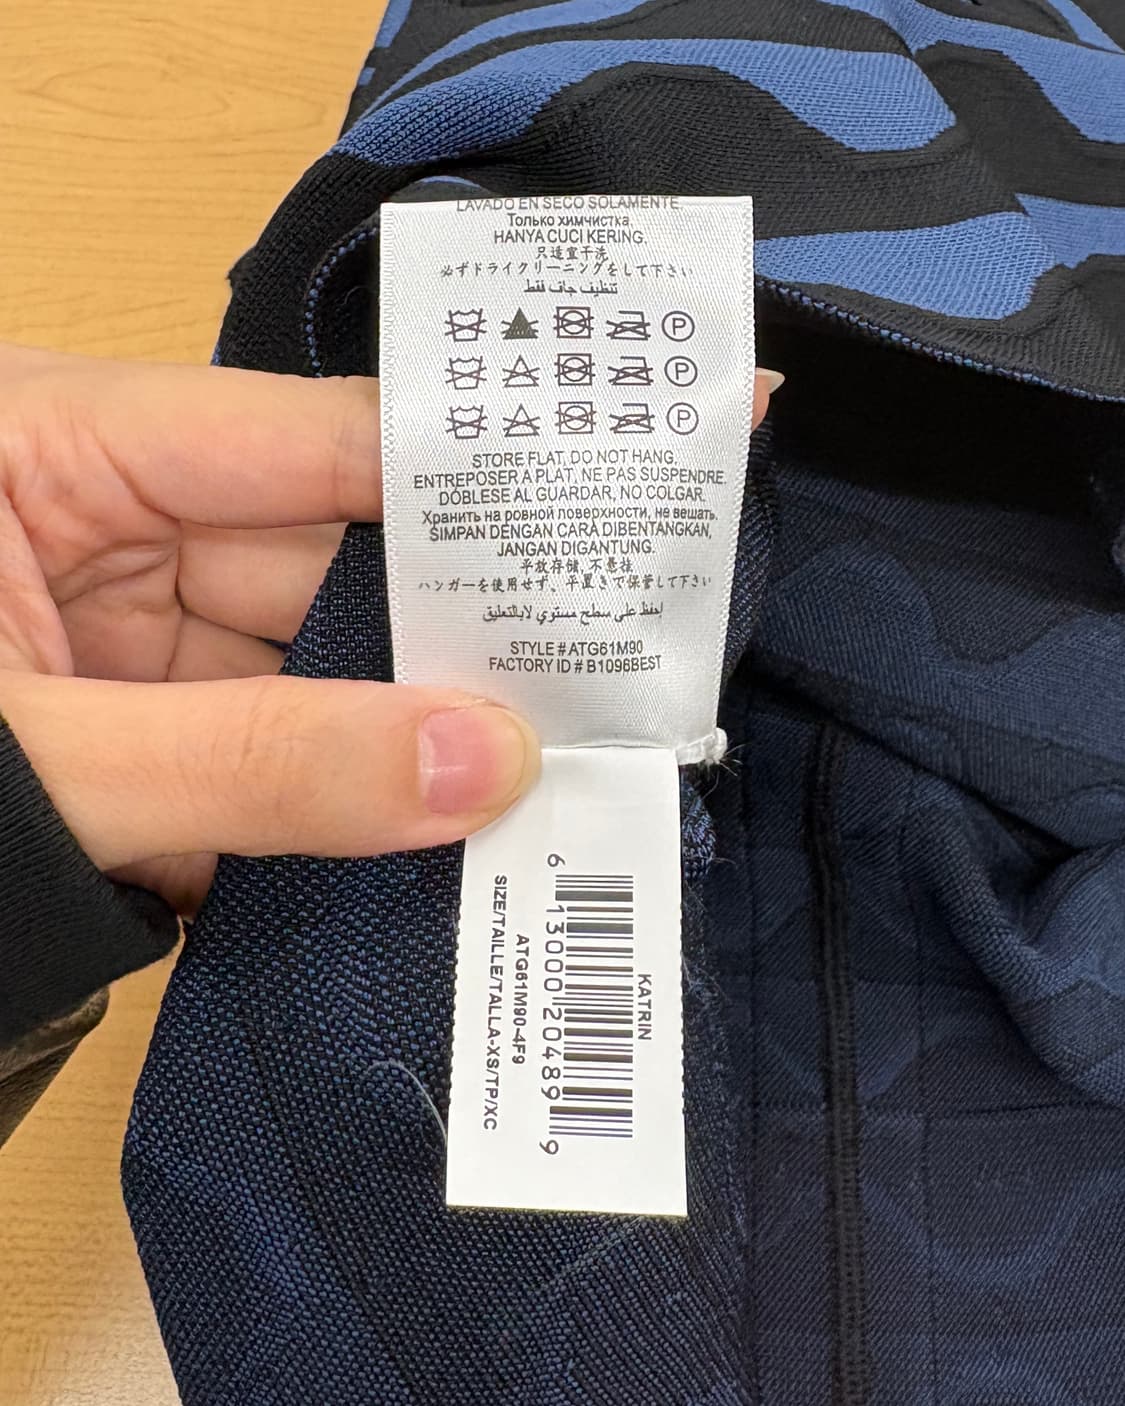 LAVADO EN SECO SOLAMENTE.
Только химчистка
HANYA CUCI KERING.
只适宜干洗
必ずドライクリーニングをして下さい
تنظيف جاف فقط
P
P
P
STORE FLAT, DO NOT HANG.
ENTREPOSER A PLAT, NE PAS SUSPENDRE.
DÓBLESE AL GUARDAR, NO COLGAR.
Хранить на ровной поверхности, не вешать.
SIMPAN DENGAN CARA DIBENTANGKAN,
JANGAN DIGANTUNG.
平放存储, 不悬挂
ハンガーを使用せず、平置きで保管して下さい
إحفظ على سطح مستوي لابالتعليق
STYLE # ATG61M90
FACTORY ID # B1096BEST
KATRIN
6 13000 20489 9
ATG61M90-4F9
SIZE/TAILLE/TALLA-XS/TP/XC